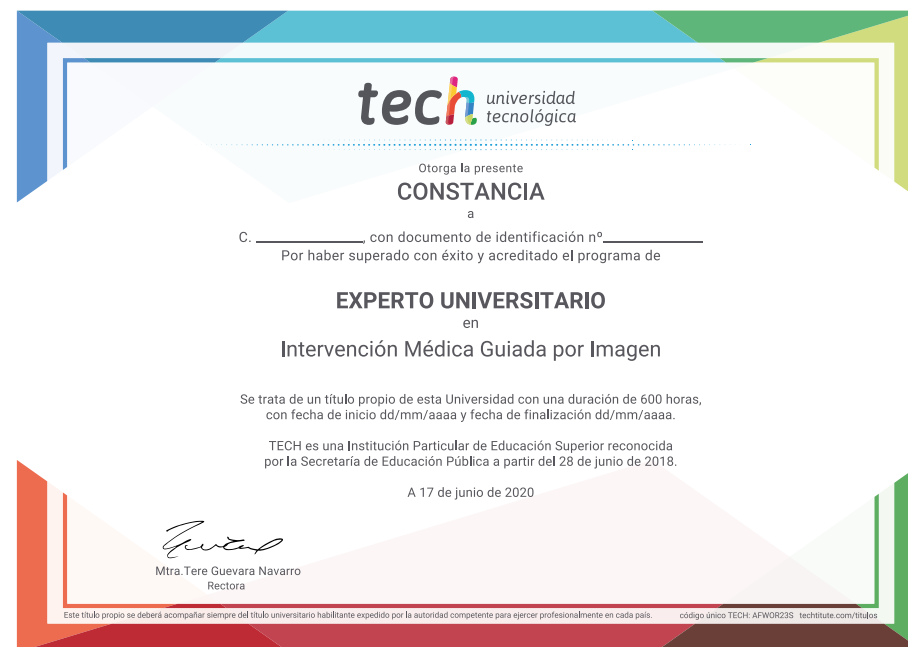 tech universidad
tecnológica
Otorga la presente
CONSTANCIA
a
C. ____________, con documento de identificación nº____________
Por haber superado con éxito y acreditado el programa de
EXPERTO UNIVERSITARIO
en
Intervención Médica Guiada por Imagen
Se trata de un título propio de esta Universidad con una duración de 600 horas,
con fecha de inicio dd/mm/aaaa y fecha de finalización dd/mm/aaaa.
TECH es una Institución Particular de Educación Superior reconocida
por la Secretaría de Educación Pública a partir del 28 de junio de 2018.
A 17 de junio de 2020
Mtra.Tere Guevara Navarro
Rectora
Este título propio se deberá acompañar siempre del título universitario habilitante expedido por la autoridad competente para ejercer profesionalmente en cada país. código único TECH: AFWOR23S techtitute.com/titulos